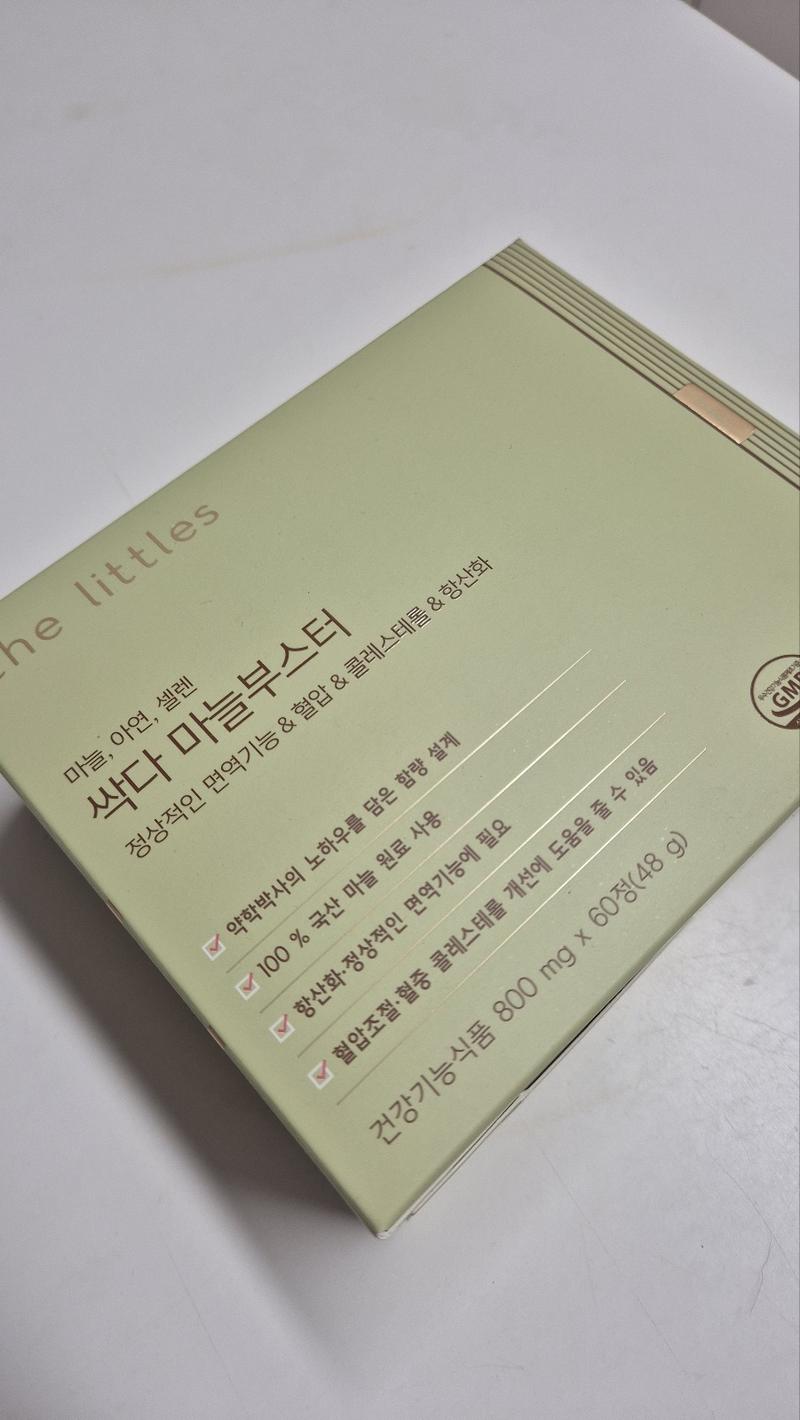 the littles
마늘, 아연, 셀렌
싹다 마늘부스터
정상적인 면역기능 & 혈압 & 콜레스테롤 & 항산화
약학박사의 노하우를 담은 함량 설계
100 % 국산 마늘 원료 사용
항산화·정상적인 면역기능에 필요
혈압조절·혈중 콜레스테롤 개선에 도움을 줄 수 있음
건강기능식품 800 mg x 60정(48 g)
GMP